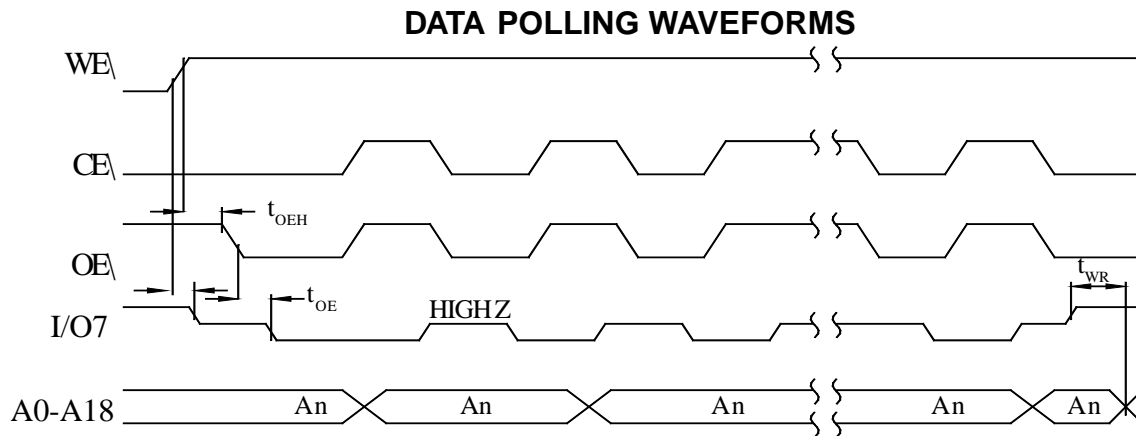 DATA POLLING WAVEFORMS
WE\
CE\
tOEH
OE\
tWR
tOE
I/O7
HIGH Z
A0-A18
An
An
An
An
An